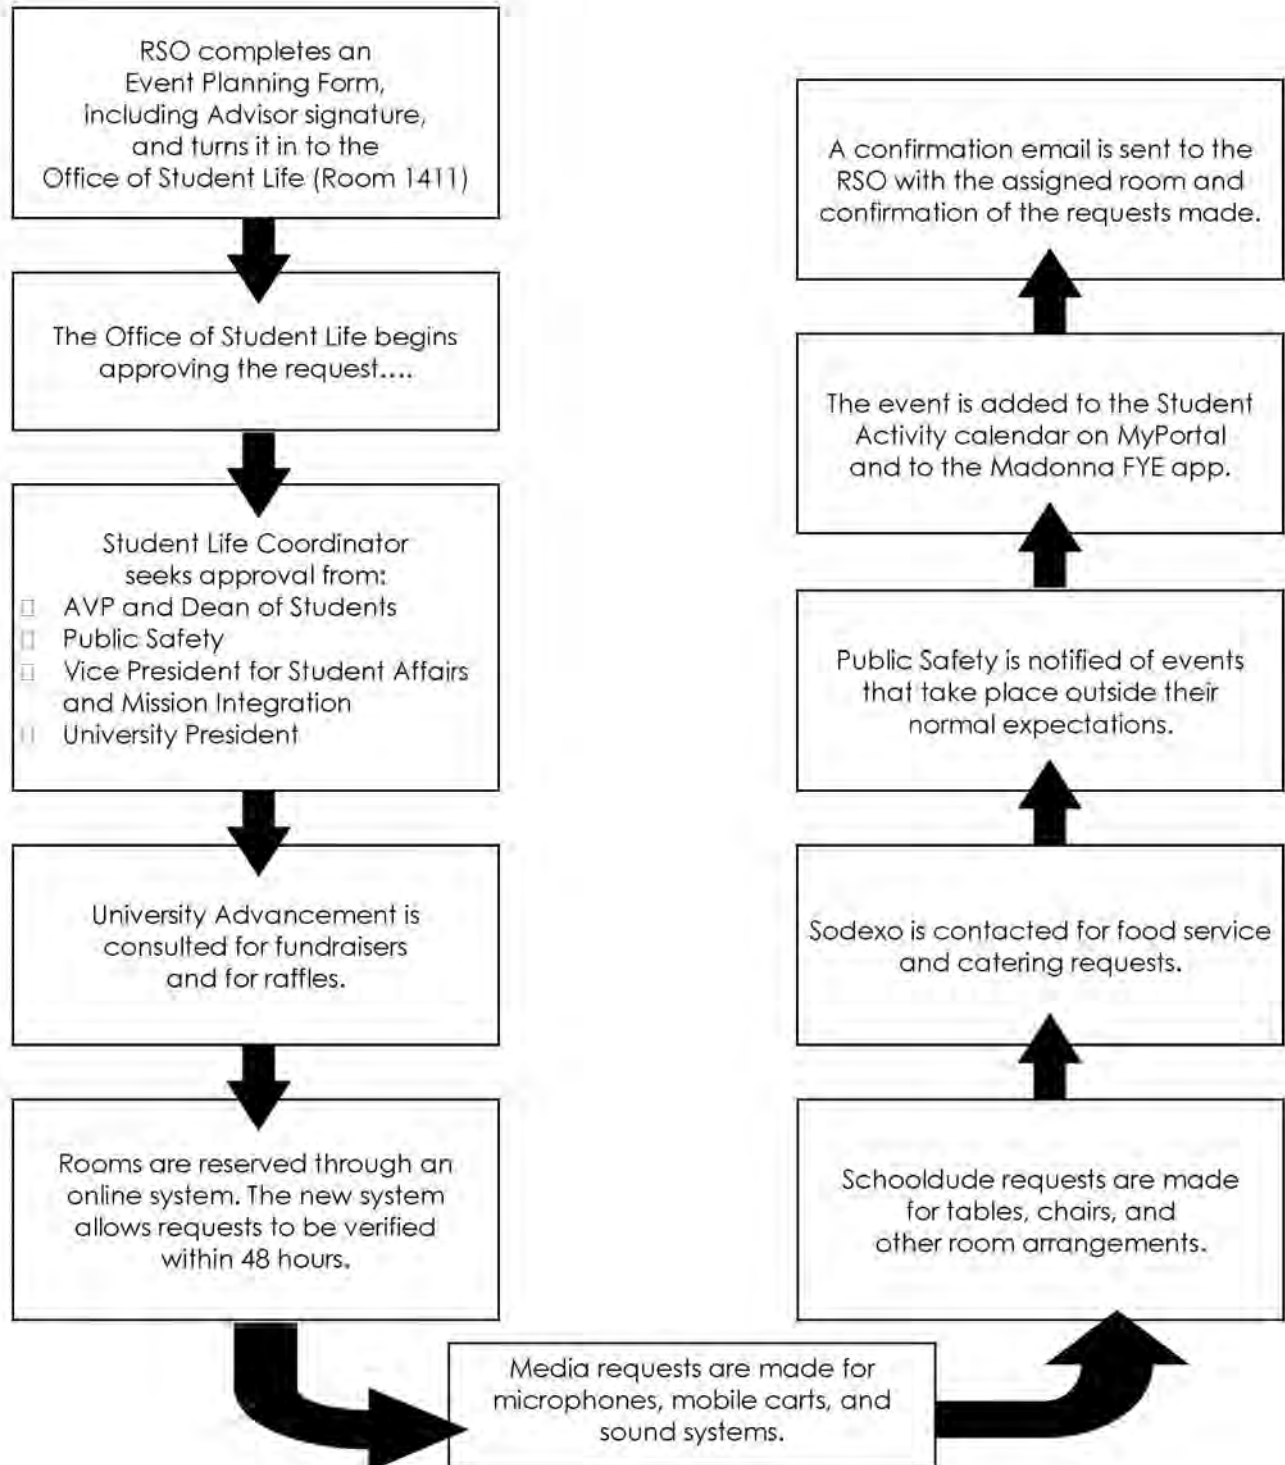 RSO completes an
Event Planning Form,
including Advisor signature,
and turns it in to the
Office of Student Life (Room 1411)
The Office of Student Life begins
approving the request....
Student Life Coordinator
seeks approval from:
AVP and Dean of Students
Public Safety
Vice President for Student Affairs
and Mission Integration
University President
University Advancement is
consulted for fundraisers
and for raffles.
Rooms are reserved through an
online system. The new system
allows requests to be verified
within 48 hours.
Media requests are made for
microphones, mobile carts, and
sound systems.
Schooldude requests are made
for tables, chairs, and
other room arrangements.
Sodexo is contacted for food service
and catering requests.
Public Safety is notified of events
that take place outside their
normal expectations.
The event is added to the Student
Activity calendar on MyPortal
and to the Madonna FYE app.
A confirmation email is sent to the
RSO with the assigned room and
confirmation of the requests made.